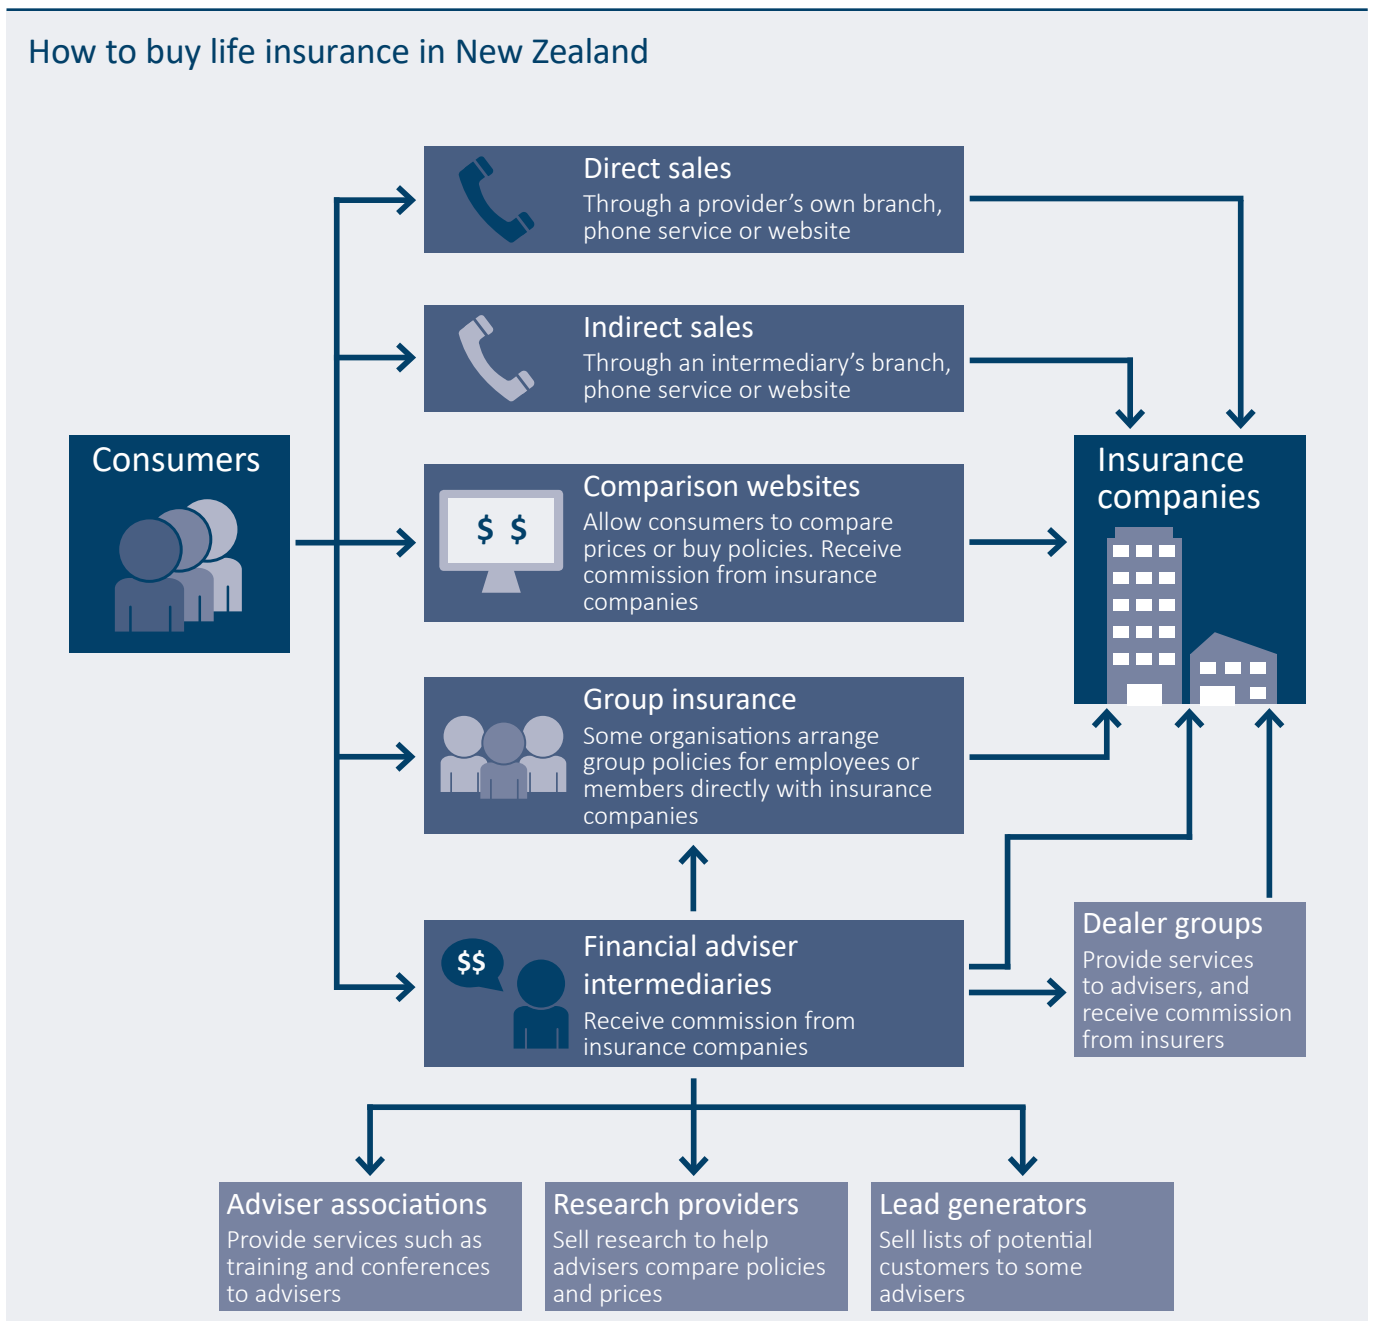 How to buy life insurance in New Zealand
Direct sales
Through a provider’s own branch,
phone service or website
Indirect sales
Through an intermediary’s branch,
phone service or website
Consumers
Comparison websites
$ $
Allow consumers to compare
prices or buy policies. Receive
commission from insurance
companies
Insurance
companies
Group insurance
Some organisations arrange
group policies for employees or
members directly with insurance
companies
Financial adviser
intermediaries
$$
Receive commission from
insurance companies
Dealer groups
Provide services
to advisers, and
receive commission
from insurers
Adviser associations
Provide services such as
training and conferences
to advisers
Research providers
Sell research to help
advisers compare policies
and prices
Lead generators
Sell lists of potential
customers to some
advisers